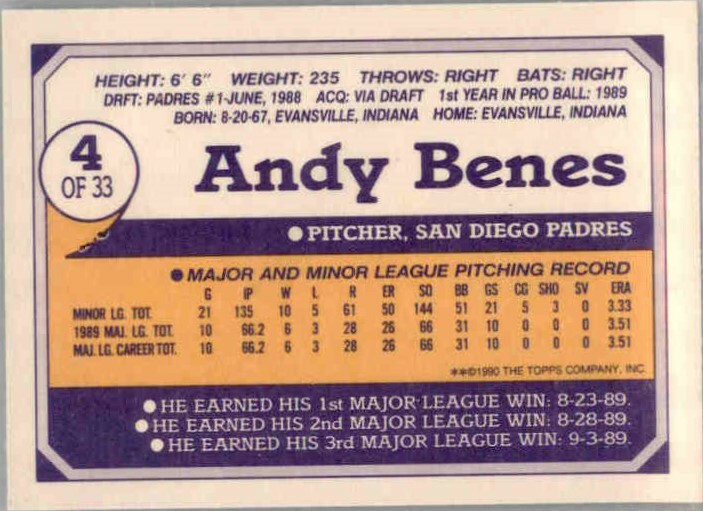 HEIGHT: 6' 6" WEIGHT: 235 THROWS: RIGHT BATS: RIGHT
DRFT: PADRES #1-JUNE, 1988 ACQ: VIA DRAFT 1st YEAR IN PRO BALL: 1989
BORN: 8-20-67, EVANSVILLE, INDIANA HOME: EVANSVILLE, INDIANA
4
OF 33
Andy Benes
●PITCHER, SAN DIEGO PADRES
●MAJOR AND MINOR LEAGUE PITCHING RECORD
G IP W L R ER SO BB GS CG SHO SV ERA
MINOR LG. TOT. 21 135 10 5 61 50 144 51 21 5 3 0 3.33
1989 MAJ. LG. TOT. 10 66.2 6 3 28 26 66 31 10 0 0 0 3.51
MAJ. LG. CAREER TOT. 10 66.2 6 3 28 26 66 31 10 0 0 0 3.51
**©1990 THE TOPPS COMPANY, INC.
●HE EARNED HIS 1st MAJOR LEAGUE WIN: 8-23-89.
●HE EARNED HIS 2nd MAJOR LEAGUE WIN: 8-28-89.
●HE EARNED HIS 3rd MAJOR LEAGUE WIN: 9-3-89.